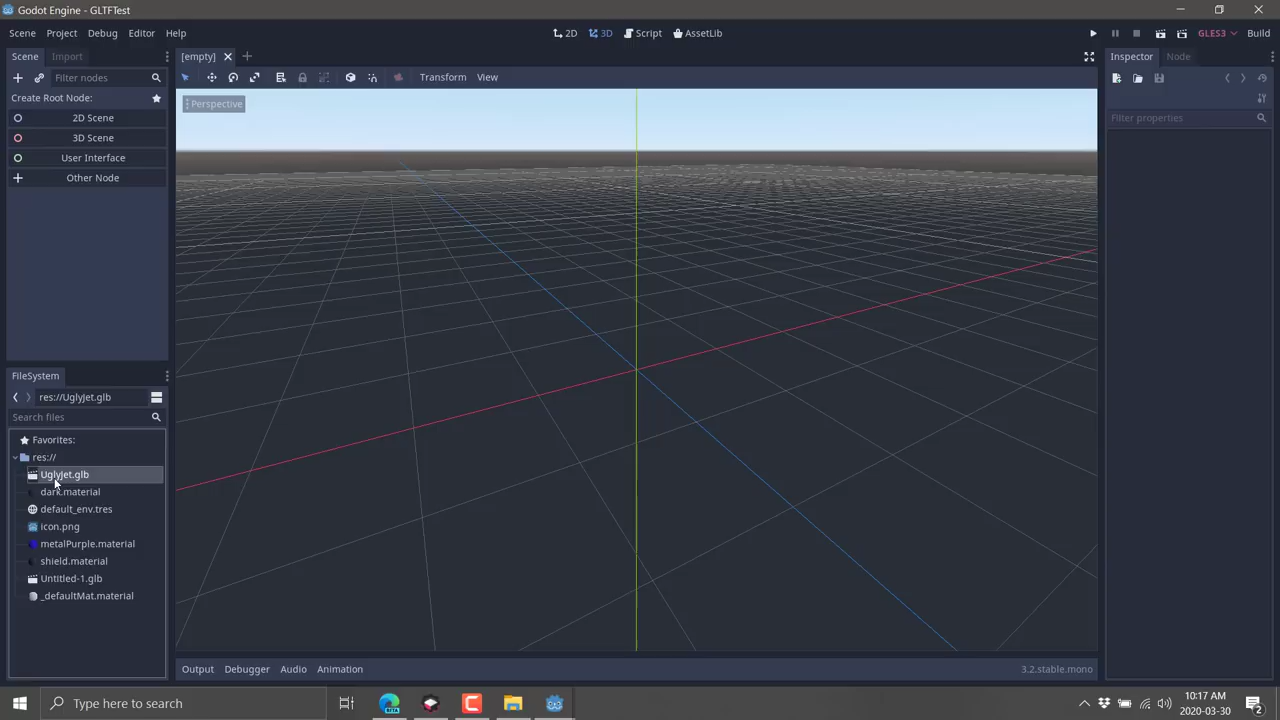 Godot Engine - GLTFTest
Scene Project Debug Editor Help
2D 3D Script AssetLib
GLES3 Build
Scene Import
[empty]
Inspector Node
Filter nodes
Transform View
Create Root Node:
Perspective
2D Scene
Filter properties
3D Scene
User Interface
Other Node
FileSystem
res://UglyJet.glb
Search files
Favorites:
res://
UglyJet.glb
dark.material
default_env.tres
icon.png
metalPurple.material
shield.material
Untitled-1.glb
_defaultMat.material
Output Debugger Audio Animation
3.2.stable.mono
Type here to search
BETA
10:17 AM
2020-03-30
2